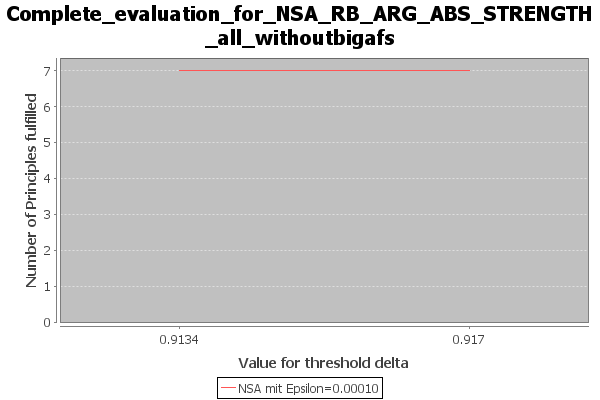 Complete_evaluation_for_NSA_RB_ARG_ABS_STRENGTH
_all_withoutbigafs
Number of Principles fulfilled
7
6
5
4
3
2
1
0
0.9134 0.917
Value for threshold delta
NSA mit Epsilon=0.00010